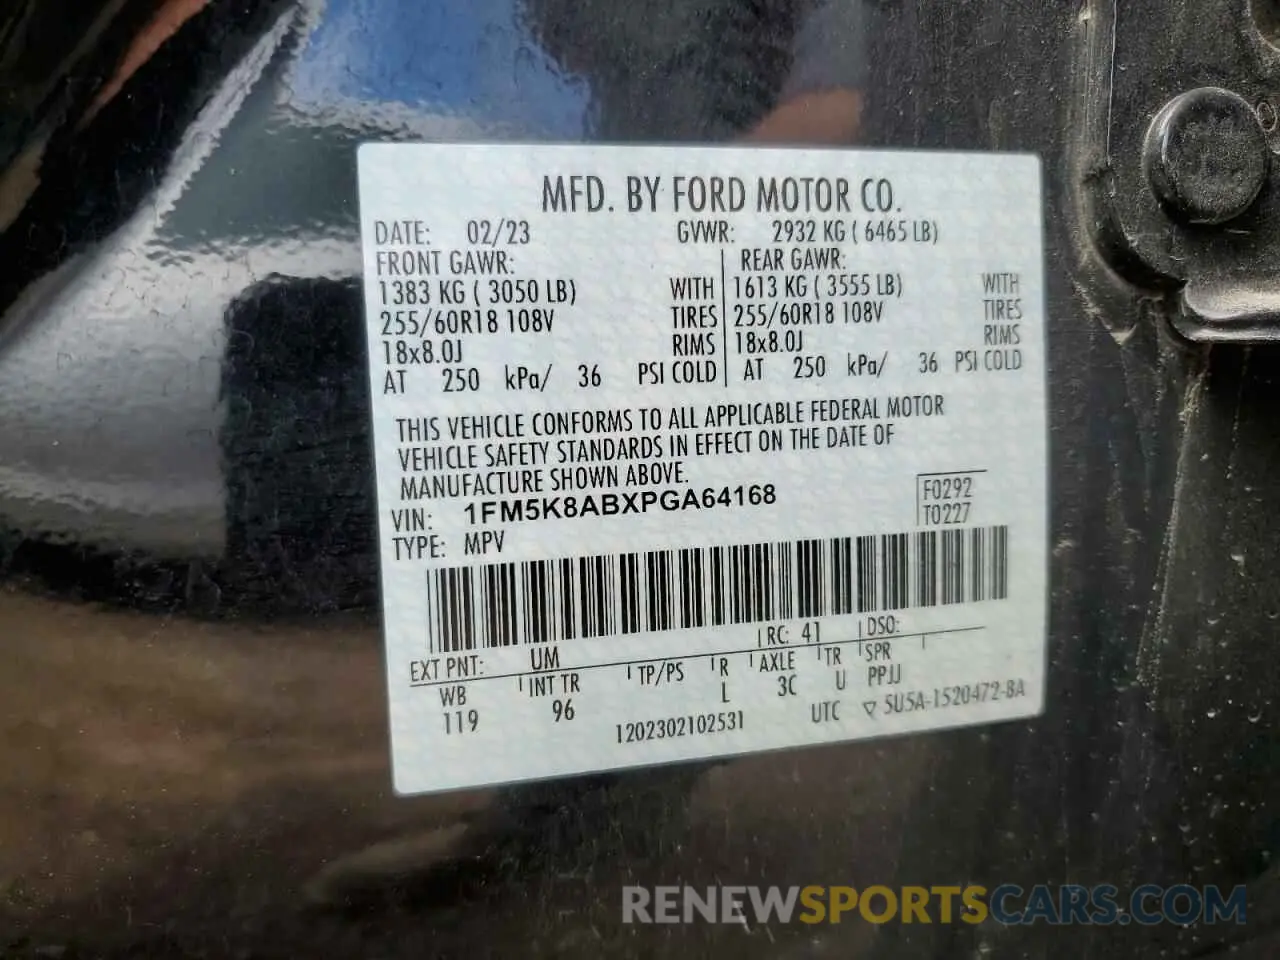 MFD. BY FORD MOTOR CO.
DATE: 02/23 GVWR: 2932 KG ( 6465 LB)
FRONT GAWR: REAR GAWR:
1383 KG ( 3050 LB) WITH 1613 KG ( 3555 LB) WITH
255/60R18 108V TIRES 255/60R18 108V TIRES
18x8.0J RIMS 18x8.0J RIMS
AT 250 kPa/ 36 PSI COLD AT 250 kPa/ 36 PSI COLD
THIS VEHICLE CONFORMS TO ALL APPLICABLE FEDERAL MOTOR
VEHICLE SAFETY STANDARDS IN EFFECT ON THE DATE OF
MANUFACTURE SHOWN ABOVE.
VIN: 1FM5K8ABXPGA64168 F0292
TYPE: MPV T0227
EXT PNT: UM RC: 41 DSO:
WB INT TR TP/PS R AXLE TR SPR
119 96 L 3C U PPJJ
1202302102531 UTC ▽ 5U5A-1520472-BA
RENEWSPORTSCARS.COM